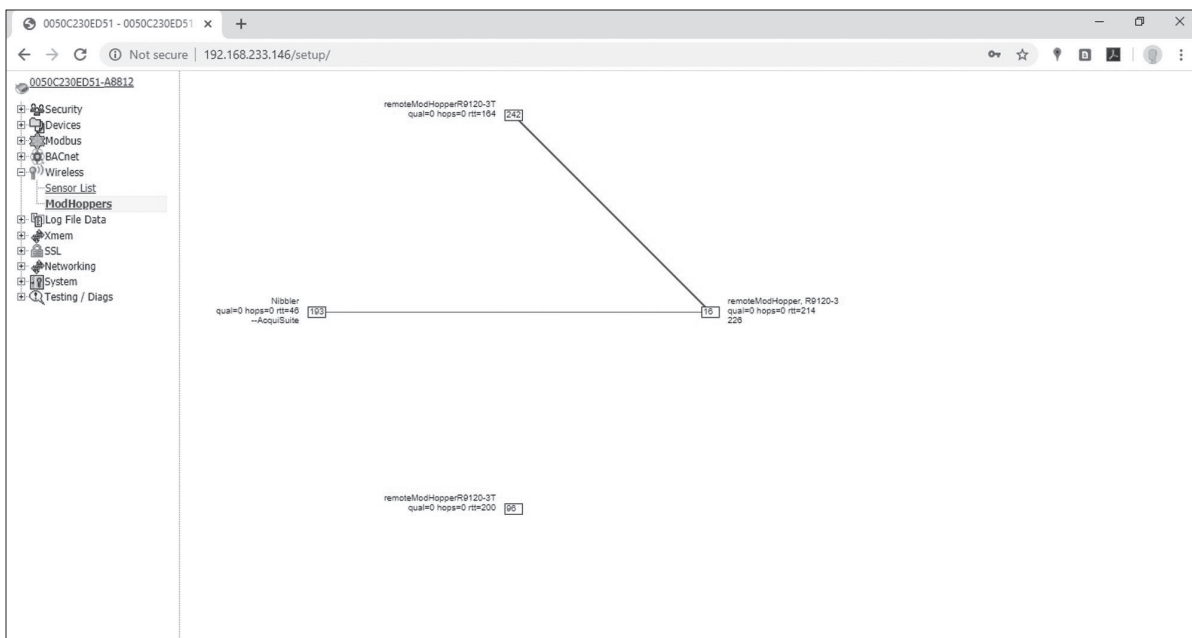 0050C230ED51 - 0050C230ED51
Not secure | 192.168.233.146/setup/
0050C230ED51-A8812
Security
Devices
Modbus
BACnet
Wireless
Sensor List
ModHoppers
Log File Data
Xmem
SSL
Networking
System
Testing / Diags
remoteModHopperR9120-3T
qual=0 hops=0 rtt=164
242
Nibbler
qual=0 hops=0 rtt=46
--AcquiSuite
193
16
remoteModHopper, R9120-3
qual=0 hops=0 rtt=214
226
remoteModHopperR9120-3T
qual=0 hops=0 rtt=200
96